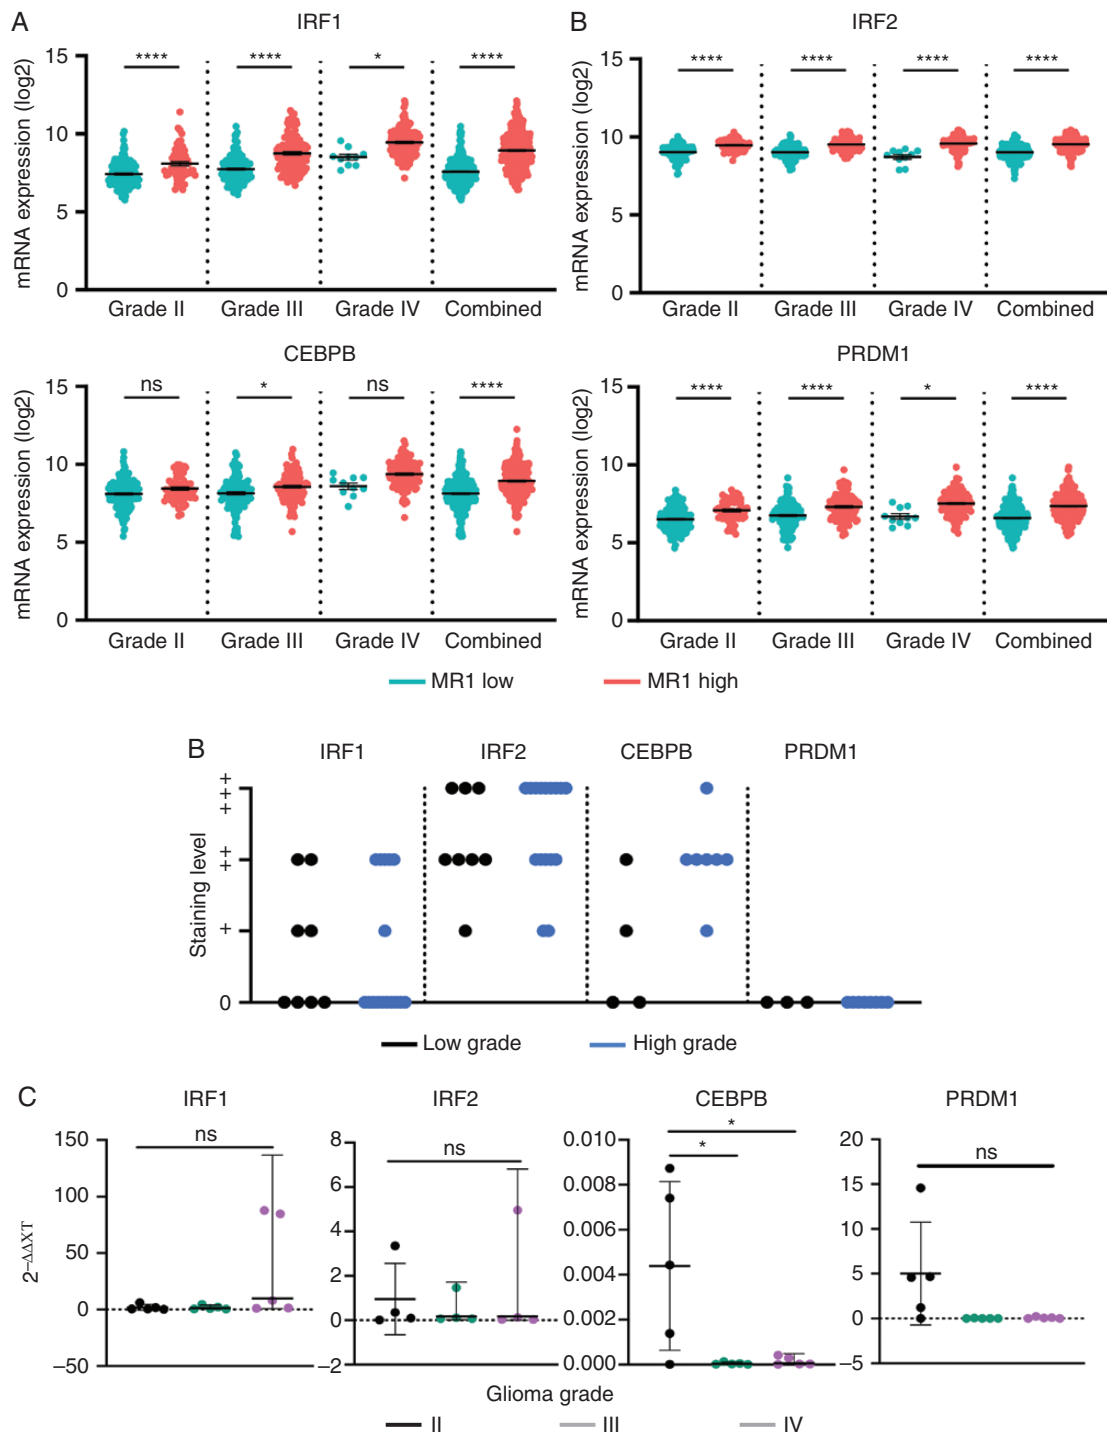 A
IRF1
mRNA expression (log2)
15
10
5
0
****
****
*
****
Grade II
Grade III
Grade IV
Combined
B
IRF2
mRNA expression (log2)
15
10
5
0
****
****
****
****
Grade II
Grade III
Grade IV
Combined
CEBPB
mRNA expression (log2)
15
10
5
0
ns
*
ns
****
Grade II
Grade III
Grade IV
Combined
PRDM1
mRNA expression (log2)
15
10
5
0
****
****
*
****
Grade II
Grade III
Grade IV
Combined
MR1 low
MR1 high
B
IRF1
IRF2
CEBPB
PRDM1
Staining level
+++
++
+
0
Low grade
High grade
C
IRF1
2−ΔΔXT
150
100
50
0
−50
ns
IRF2
8
6
4
2
0
−2
ns
CEBPB
0.010
0.008
0.006
0.004
0.002
0.000
*
*
PRDM1
20
15
10
5
0
−5
ns
Glioma grade
II
III
IV